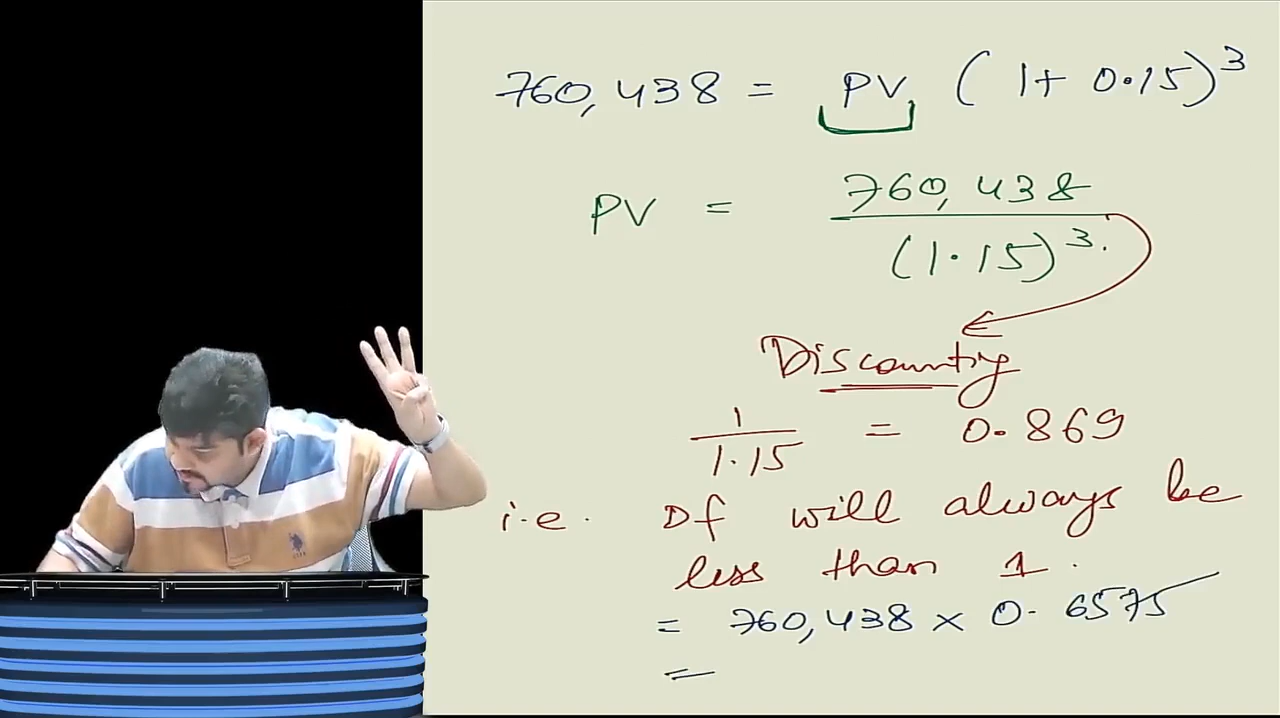 760,438 = PV (1+ 0.15)³
PV = 760,438 / (1.15)³.
Discounting
1 / 1.15 = 0.869
i.e. Df will always be
less than 1.
= 760,438 × 0.6575
=